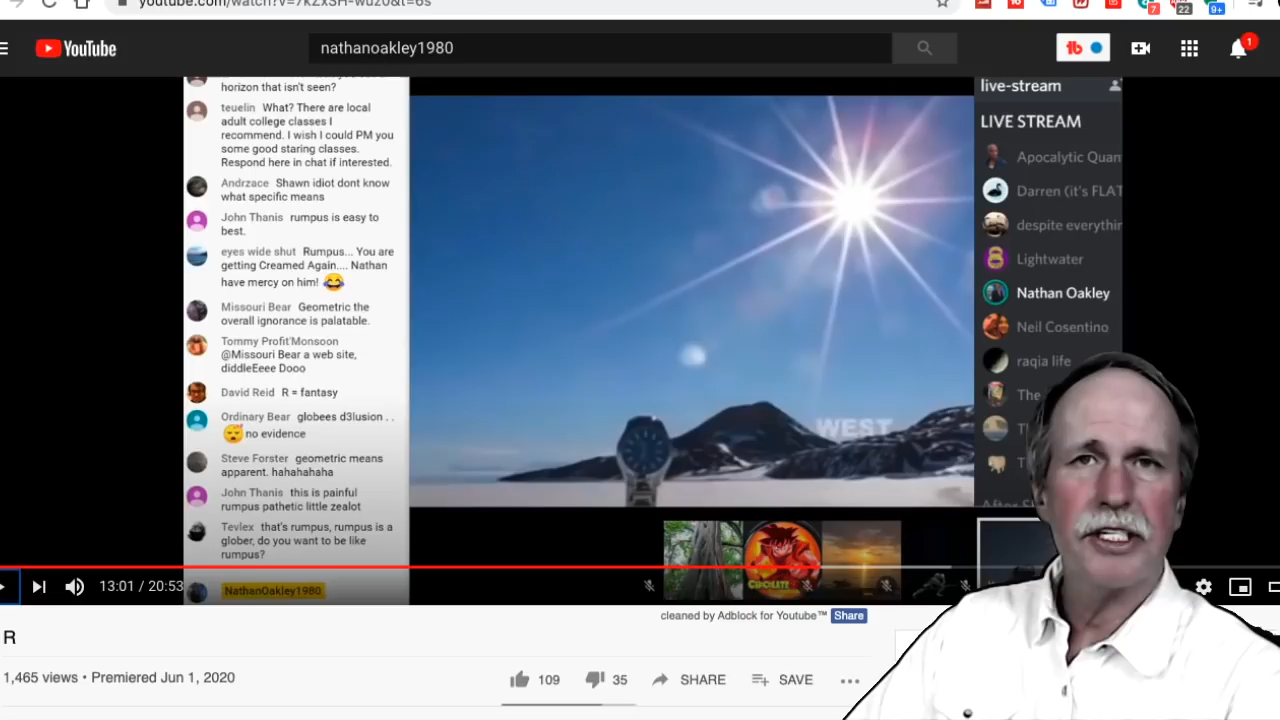 youtube.com/watch?v=7kZxSH-wuz0&t=6s
7
22
9+
YouTube
nathanoakley1980
1
horizon that isn't seen?
teuelin What? There are local
adult college classes I
recommend. I wish I could PM you
some good staring classes.
Respond here in chat if interested.
Andrzace Shawn idiot dont know
what specific means
John Thanis rumpus is easy to
best.
eyes wide shut Rumpus... You are
getting Creamed Again.... Nathan
have mercy on him! 😂
Missouri Bear Geometric the
overall ignorance is palatable.
Tommy Profit'Monsoon
@Missouri Bear a web site,
diddleEeee Dooo
David Reid R = fantasy
Ordinary Bear globees d3lusion . .
😴 no evidence
Steve Forster geometric means
apparent. hahahahaha
John Thanis this is painful
rumpus pathetic little zealot
Tevlex that's rumpus, rumpus is a
glober, do you want to be like
rumpus?
NathanOakley1980
WEST
live-stream
LIVE STREAM
Apocalytic Quan
Darren (it's FLAT
despite everythin
Lightwater
Nathan Oakley
Neil Cosentino
raqia life
The
13:01 / 20:53
cleaned by Adblock for Youtube™ Share
R
1,465 views • Premiered Jun 1, 2020
109
35
SHARE
SAVE